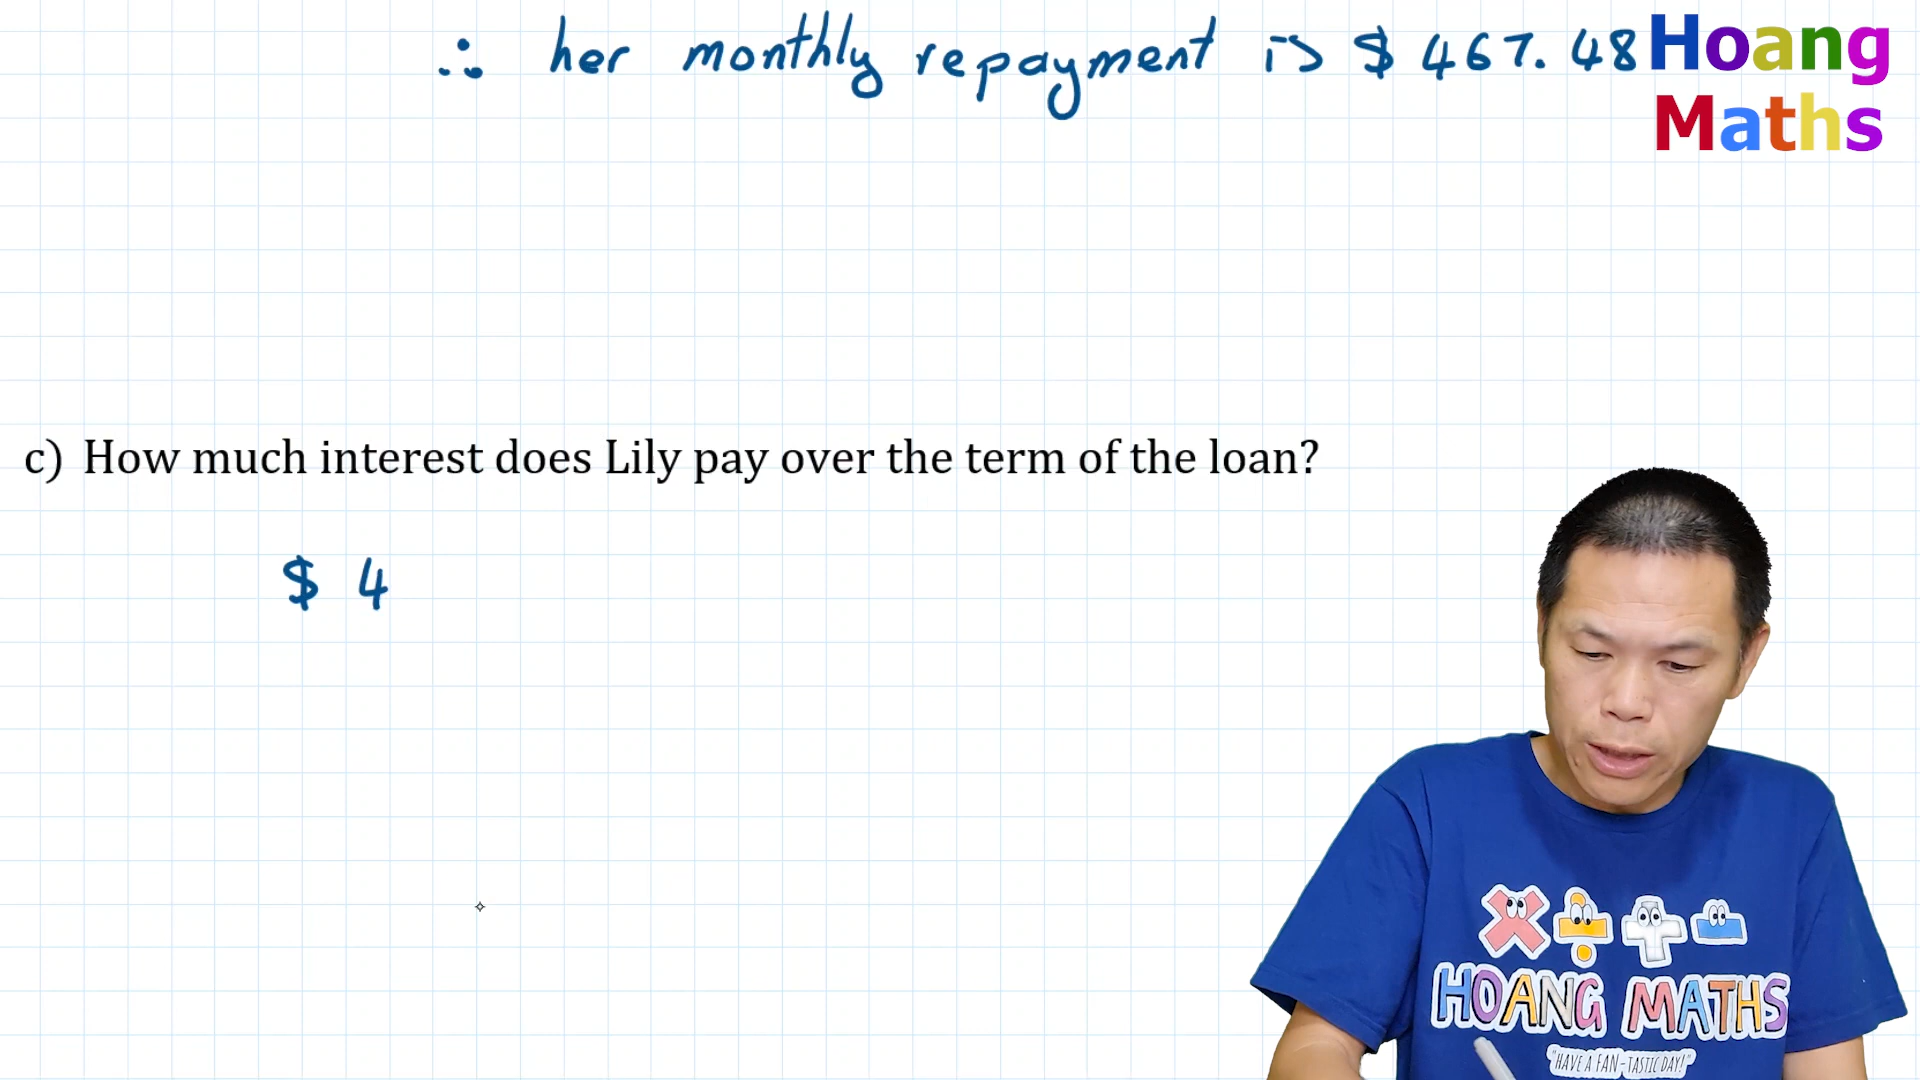 ∴ her monthly repayment is $467.48
Hoang
Maths
c) How much interest does Lily pay over the term of the loan?
$ 4
HOANG MATHS
"HAVE A FAN-TASTIC DAY!"